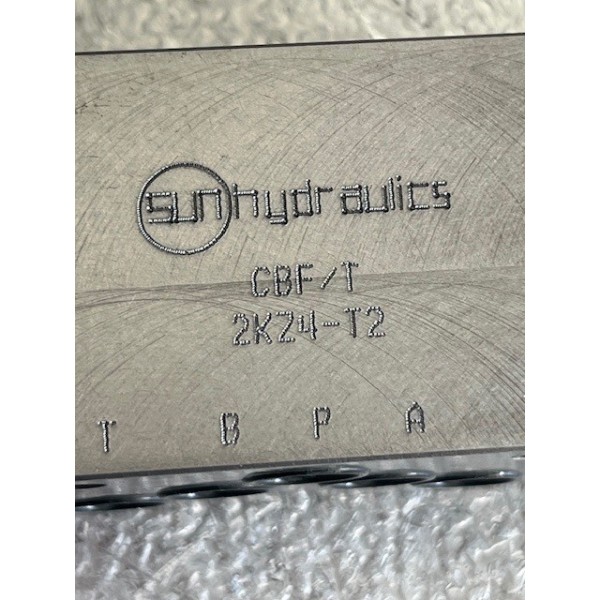 sunhydraulics
CBF/T
2K24-T2
T B P A